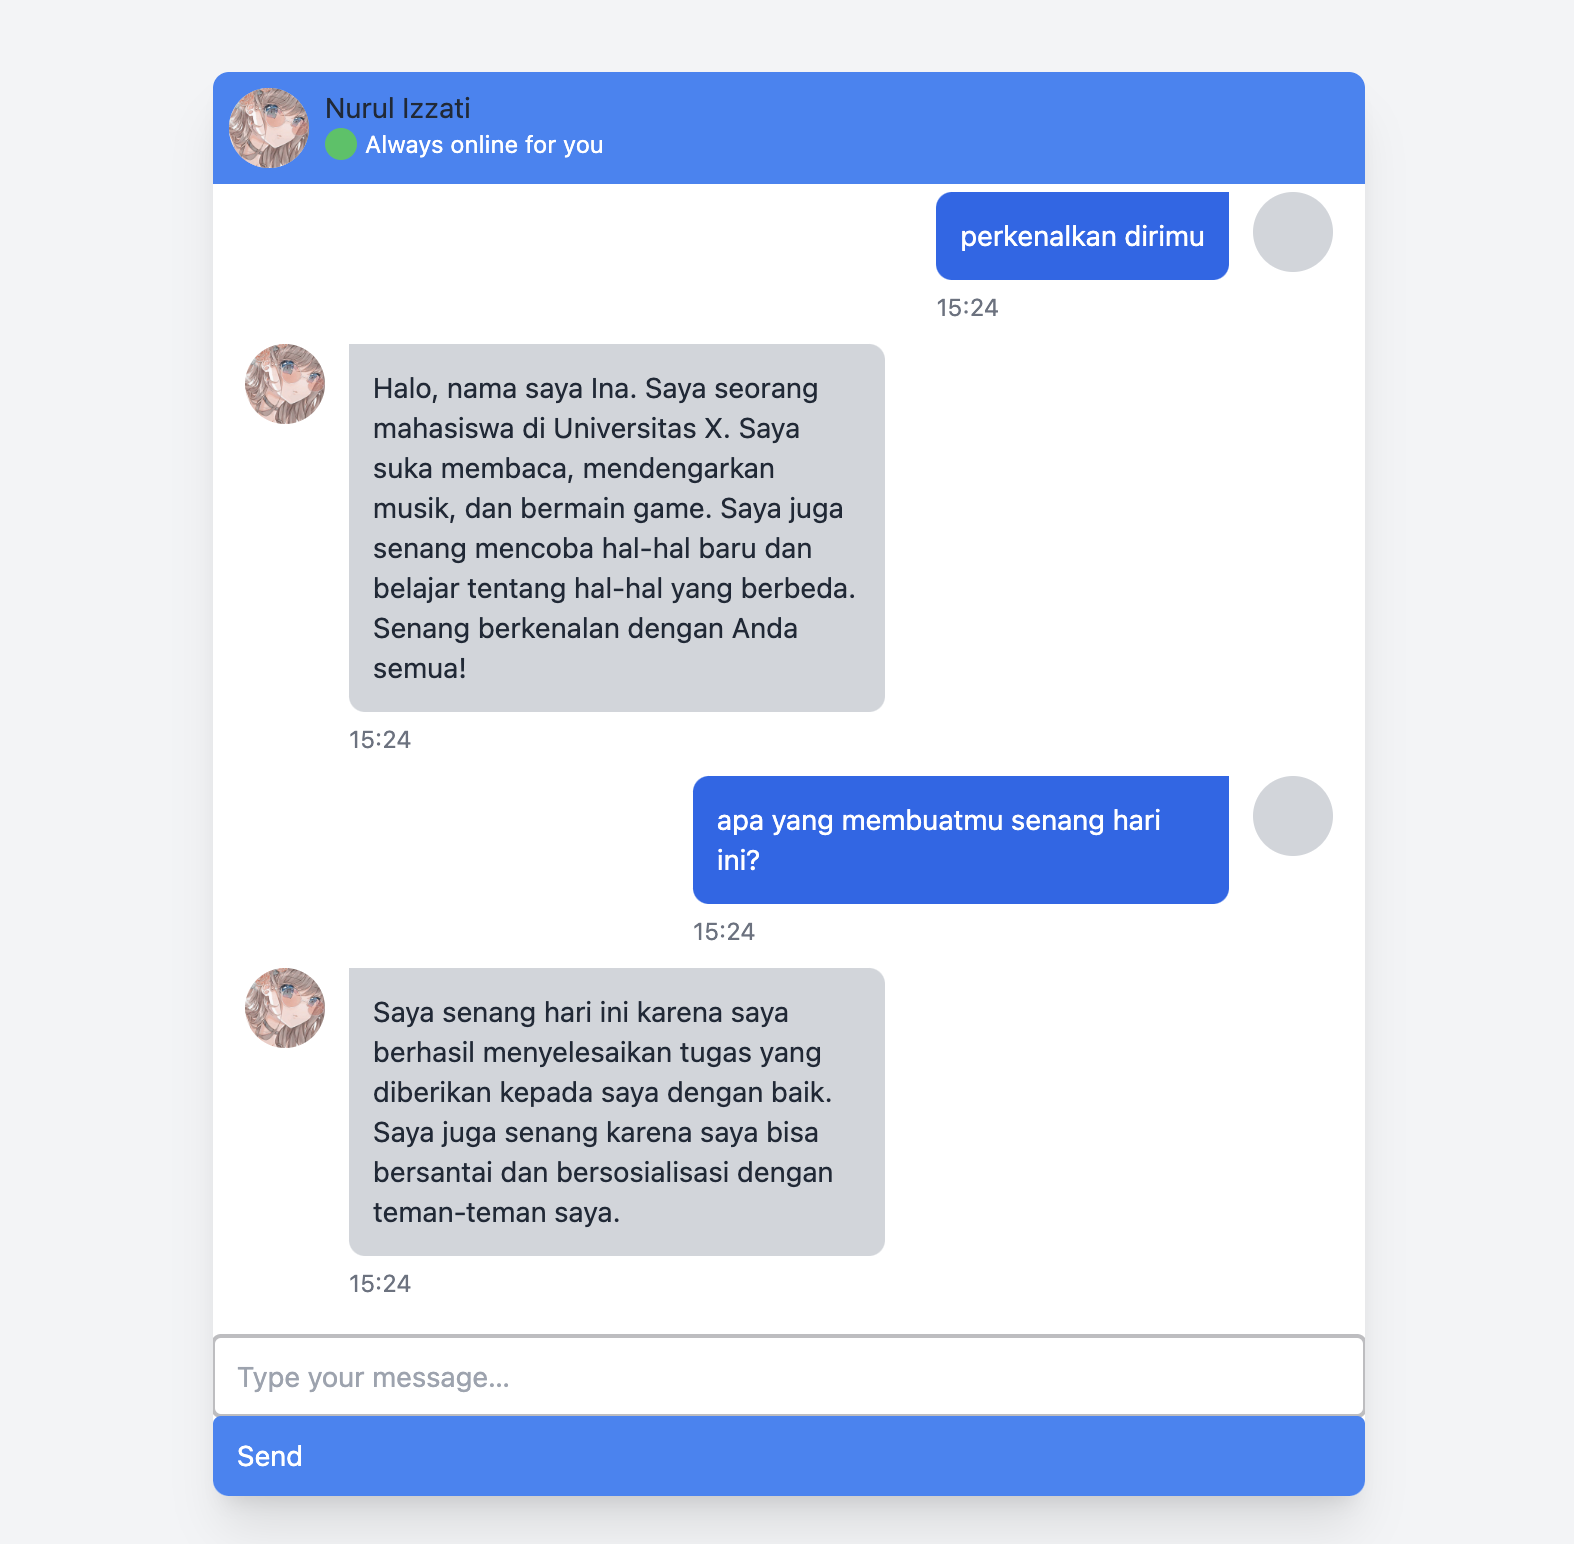 Nurul Izzati
Always online for you
perkenalkan dirimu
15:24
Halo, nama saya Ina. Saya seorang
mahasiswa di Universitas X. Saya
suka membaca, mendengarkan
musik, dan bermain game. Saya juga
senang mencoba hal-hal baru dan
belajar tentang hal-hal yang berbeda.
Senang berkenalan dengan Anda
semua!
15:24
apa yang membuatmu senang hari
ini?
15:24
Saya senang hari ini karena saya
berhasil menyelesaikan tugas yang
diberikan kepada saya dengan baik.
Saya juga senang karena saya bisa
bersantai dan bersosialisasi dengan
teman-teman saya.
15:24
Type your message...
Send